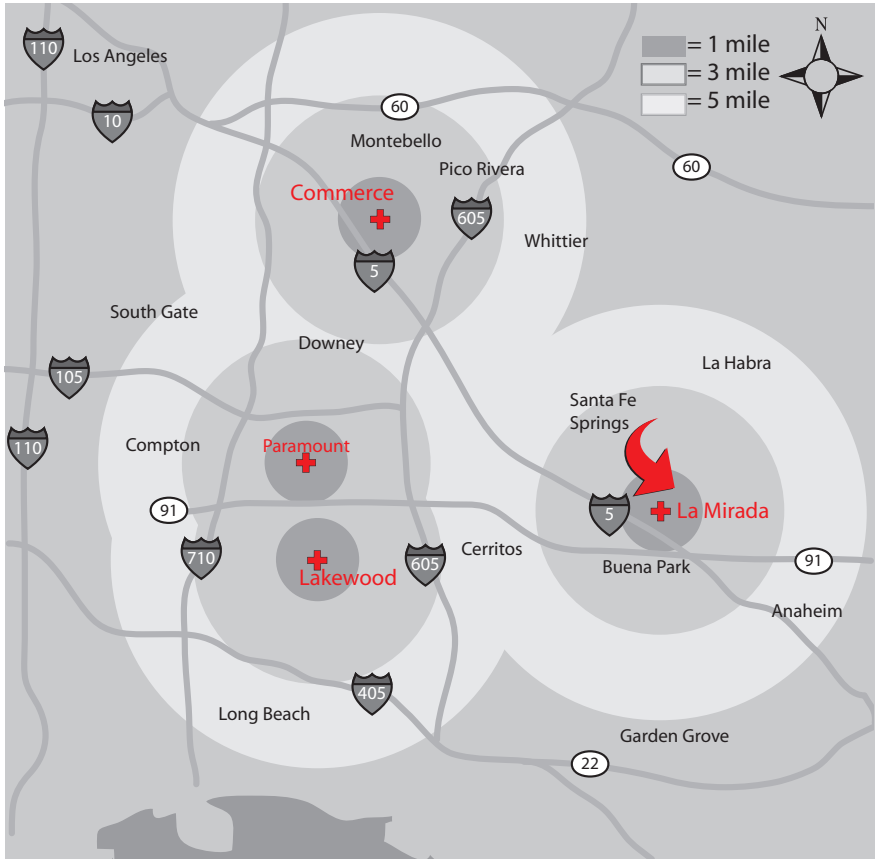 N
110
Los Angeles
= 1 mile
= 3 mile
= 5 mile
10
60
Montebello
60
Pico Rivera
Commerce
605
Whittier
5
South Gate
Downey
La Habra
105
Santa Fe
Springs
110
Compton
Paramount
91
5
La Mirada
710
Lakewood
605
Cerritos
Buena Park
91
Anaheim
405
Long Beach
Garden Grove
22